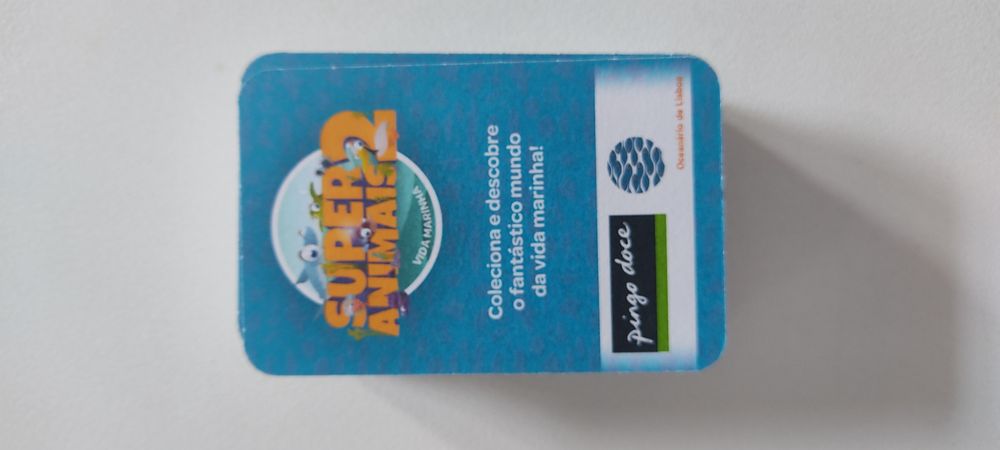 SUPER 2
ANIMAIS
VIDA MARINHA
Coleciona e descobre
o fantástico mundo
da vida marinha!
pingo doce
Oceanário de Lisboa